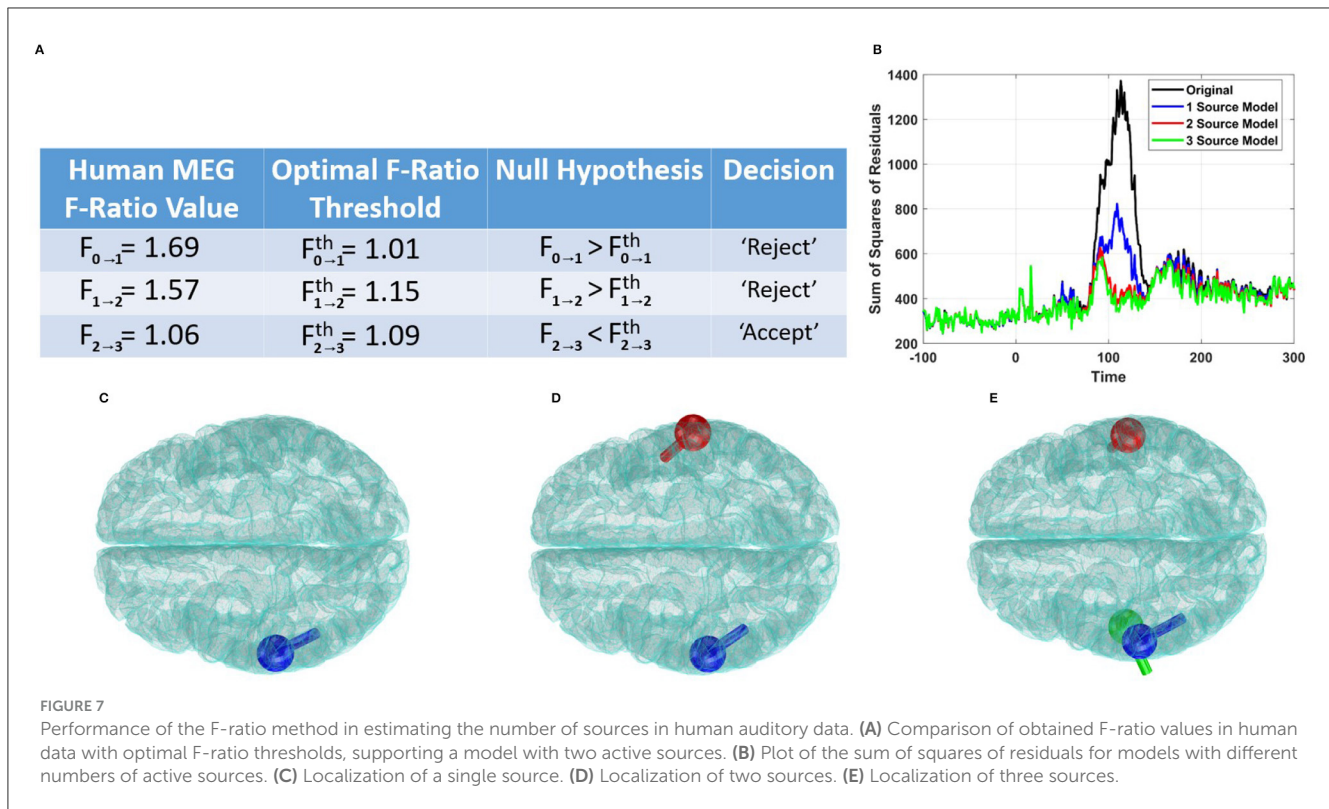 A
Human MEG
F-Ratio Value
Optimal F-Ratio
Threshold
Null Hypothesis
Decision
F0→1= 1.69
Fth0→1= 1.01
F0→1 > Fth0→1
‘Reject’
F1→2= 1.57
Fth1→2= 1.15
F1→2 > Fth1→2
‘Reject’
F2→3= 1.06
Fth2→3= 1.09
F2→3 < Fth2→3
‘Accept’
B
1400
1200
1000
800
600
400
200
Sum of Squares of Residuals
-100
0
100
200
300
Time
Original
1 Source Model
2 Source Model
3 Source Model
C
D
E
FIGURE 7
Performance of the F-ratio method in estimating the number of sources in human auditory data. (A) Comparison of obtained F-ratio values in human
data with optimal F-ratio thresholds, supporting a model with two active sources. (B) Plot of the sum of squares of residuals for models with different
numbers of active sources. (C) Localization of a single source. (D) Localization of two sources. (E) Localization of three sources.